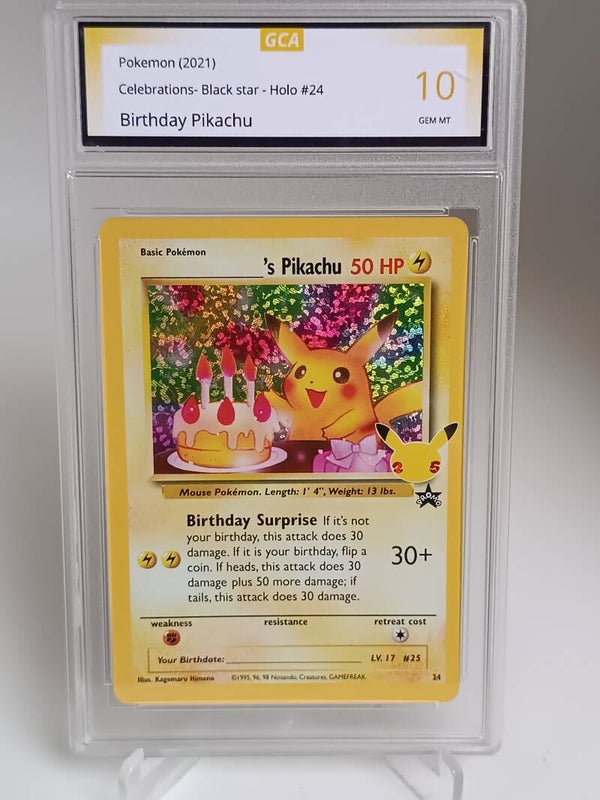 GCA
Pokemon (2021)
Celebrations- Black star - Holo #24
Birthday Pikachu
10
GEM MT
Basic Pokémon
's Pikachu 50 HP
2 5
PROMO
Mouse Pokémon. Length: 1' 4", Weight: 13 lbs.
Birthday Surprise If it's not
your birthday, this attack does 30
damage. If it is your birthday, flip a
coin. If heads, this attack does 30
damage plus 50 more damage; if
tails, this attack does 30 damage.
30+
weakness resistance retreat cost
Your Birthdate: LV. 17 #25
Illus. Kagemaru Himeno ©1995, 96, 98 Nintendo, Creatures, GAMEFREAK. 24